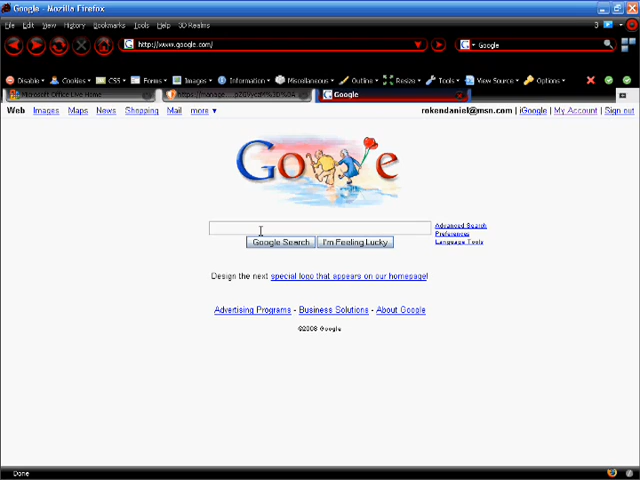 Google - Mozilla Firefox
File Edit View History Bookmarks Tools Help 3D Realms
3
http://www.google.com/
Google
Disable Cookies CSS Forms Images Information Miscellaneous Outline Resize Tools View Source Options
Microsoft Office Live Home
Google
Web Images Maps News Shopping Mail more ▼
rokendaniel@msn.com | iGoogle | My Account | Sign out
Go e
Advanced Search
Preferences
Language Tools
Google Search
I'm Feeling Lucky
Design the next special logo that appears on our homepage!
Advertising Programs - Business Solutions - About Google
©2008 Google
Done